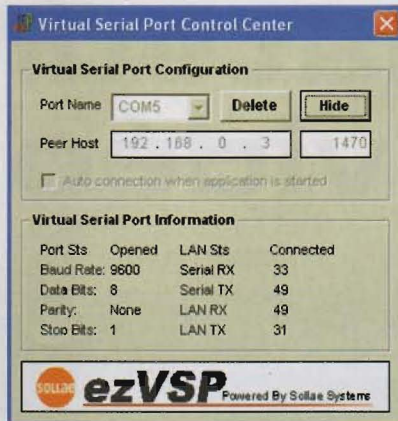 Virtual Serial Port Control Center
Virtual Serial Port Configuration
Port Name COM5 Delete Hide
Peer Host 192 . 168 . 0 . 3 1470
Auto connection when application is started
Virtual Serial Port Information
Port Sts Opened LAN Sts Connected
Baud Rate: 9600 Serial RX 33
Data Bits: 8 Serial TX 49
Parity: None LAN RX 49
Stop Bits: 1 LAN TX 31
sollae ezVSP Powered By Sollae Systems